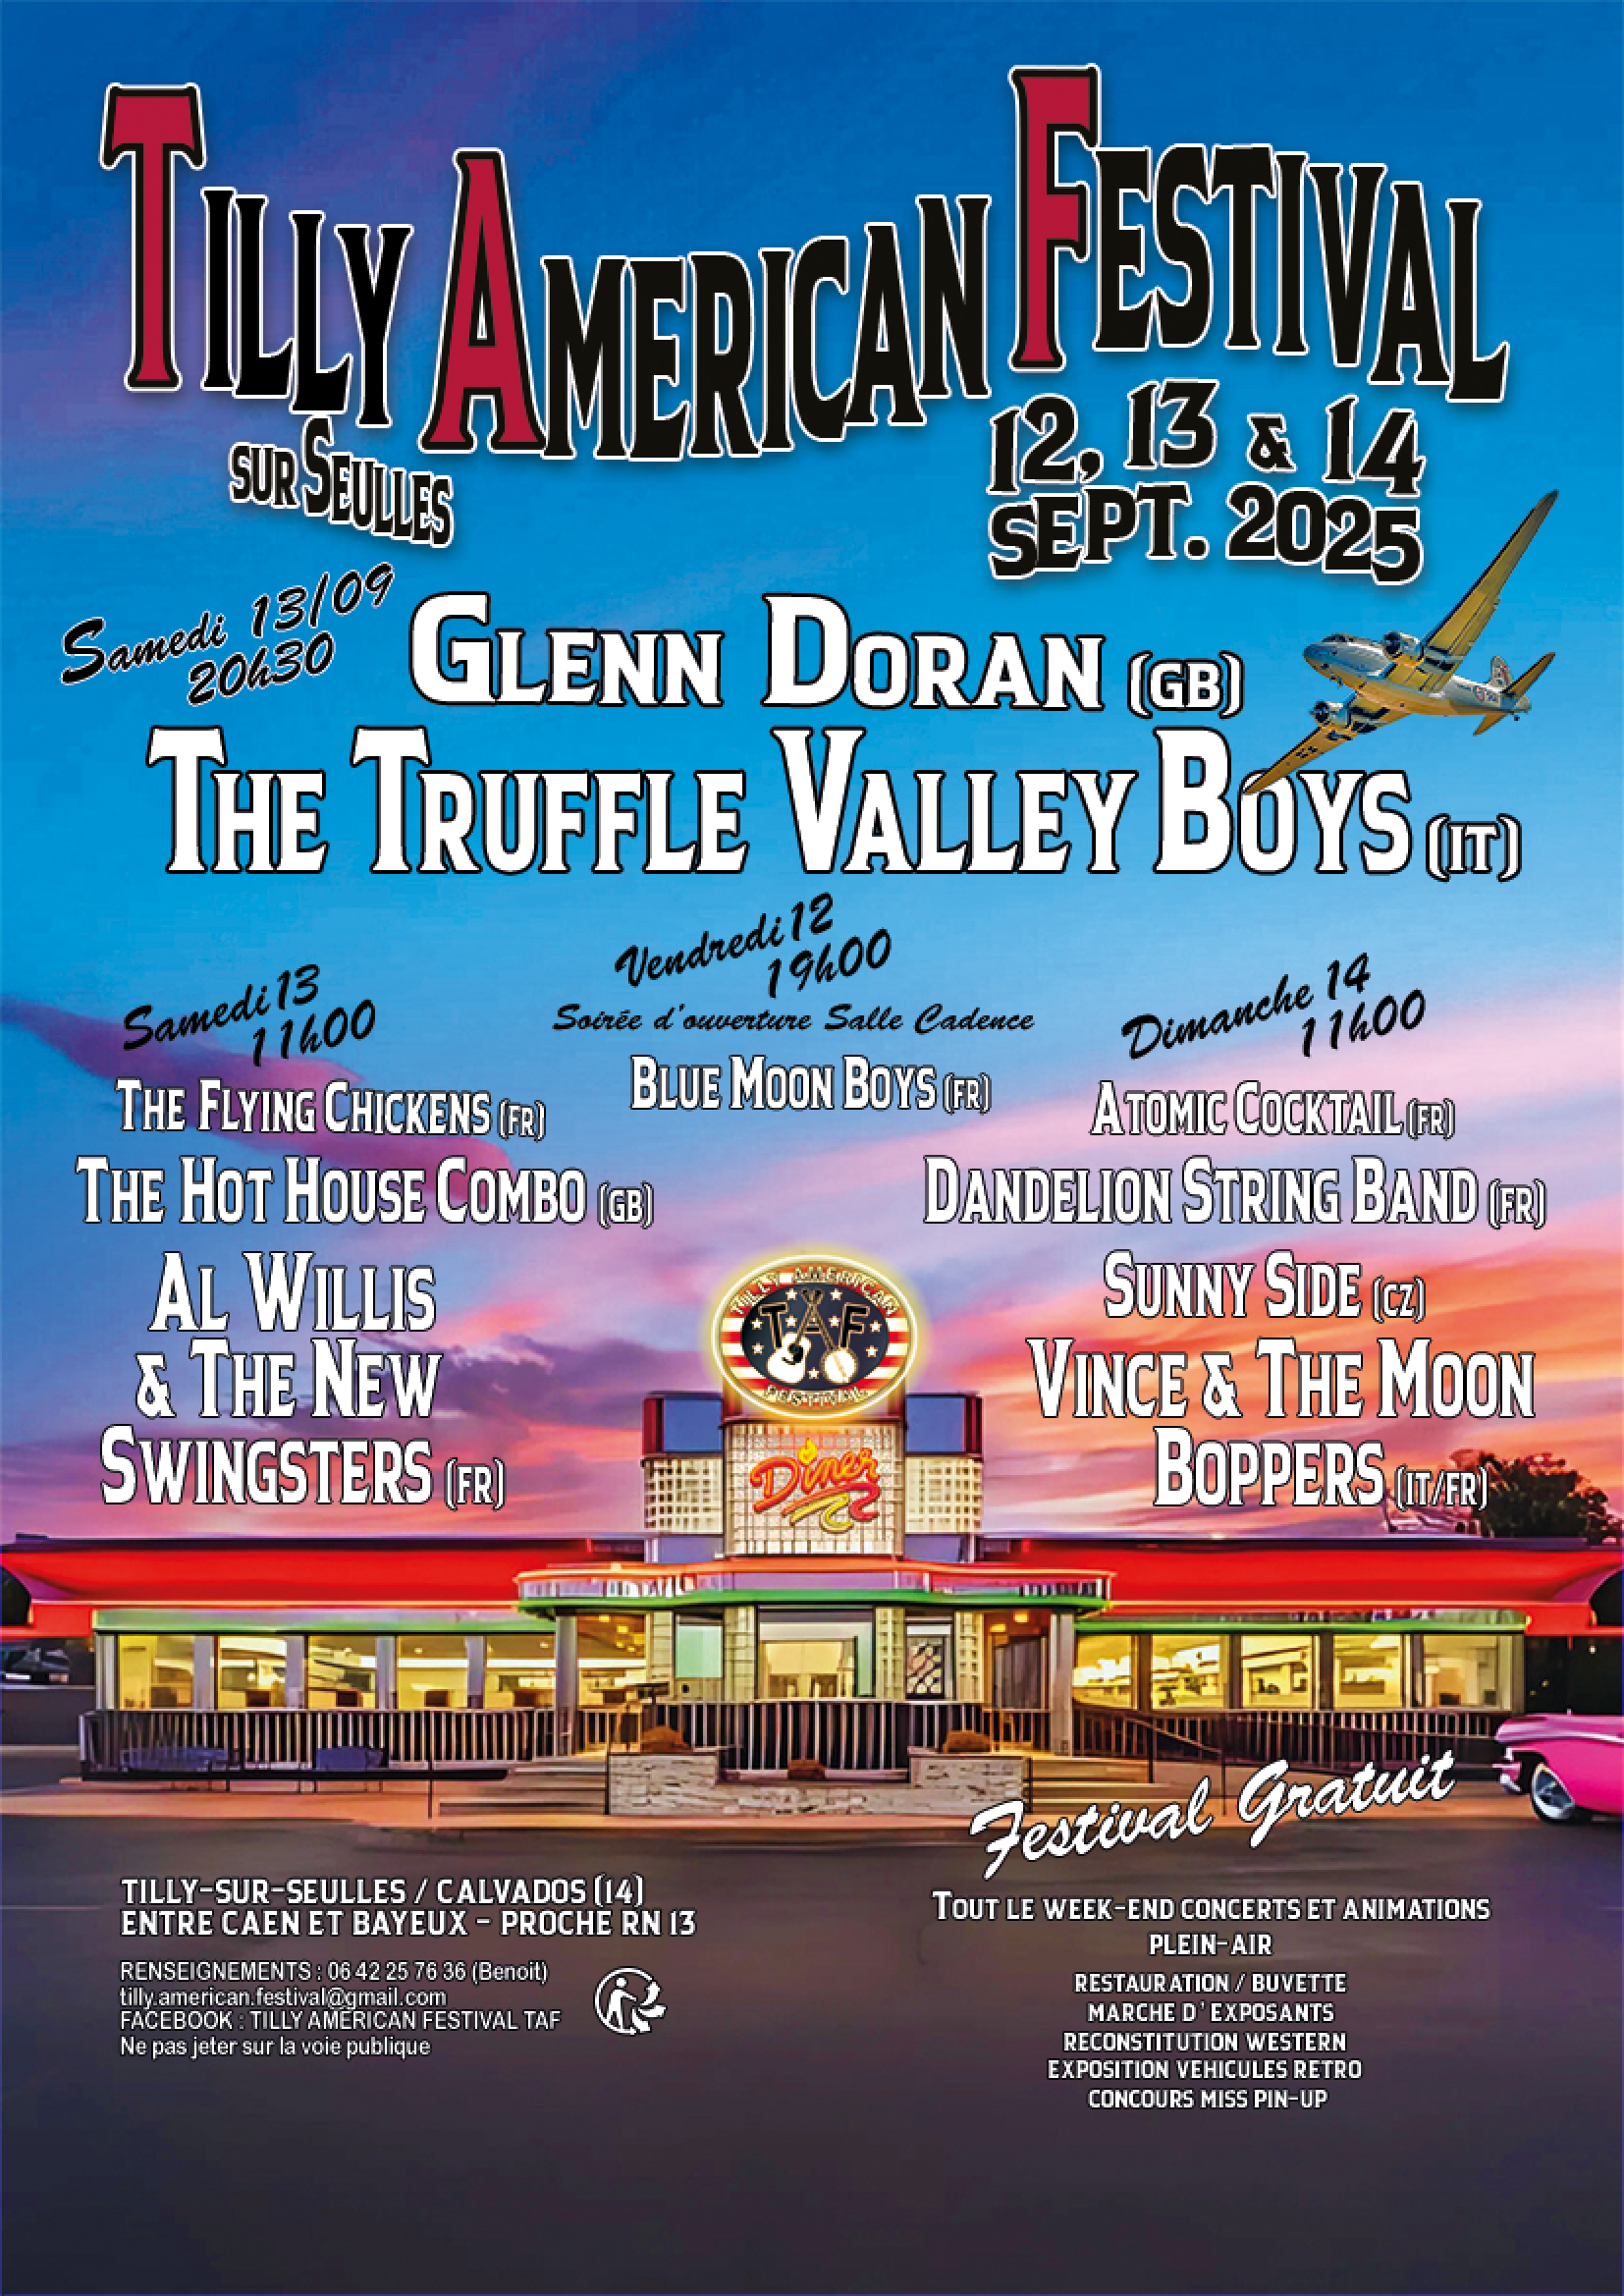 TILLY AMERICAN FESTIVAL
SUR SEULLES
12, 13 & 14
SEPT. 2025
Samedi 13/09
20h30
GLENN DORAN (GB)
THE TRUFFLE VALLEY BOYS (IT)
Vendredi 12
19h00
Soirée d'ouverture Salle Cadence
BLUE MOON BOYS (FR)
Samedi 13
11h00
THE FLYING CHICKENS (FR)
THE HOT HOUSE COMBO (GB)
AL WILLIS
& THE NEW
SWINGSTERS (FR)
Dimanche 14
11h00
ATOMIC COCKTAIL (FR)
DANDELION STRING BAND (FR)
SUNNY SIDE (CZ)
VINCE & THE MOON
BOPPERS (IT/FR)
TILLY AMERICAN
TAF
FESTIVAL
Diner
Festival Gratuit
TILLY-SUR-SEULLES / CALVADOS (14)
ENTRE CAEN ET BAYEUX - PROCHE RN 13
RENSEIGNEMENTS : 06 42 25 76 36 (Benoit)
tilly.american.festival@gmail.com
FACEBOOK : TILLY AMERICAN FESTIVAL TAF
Ne pas jeter sur la voie publique
TOUT LE WEEK-END CONCERTS ET ANIMATIONS
PLEIN-AIR
RESTAURATION / BUVETTE
MARCHE D'EXPOSANTS
RECONSTITUTION WESTERN
EXPOSITION VEHICULES RETRO
CONCOURS MISS PIN-UP